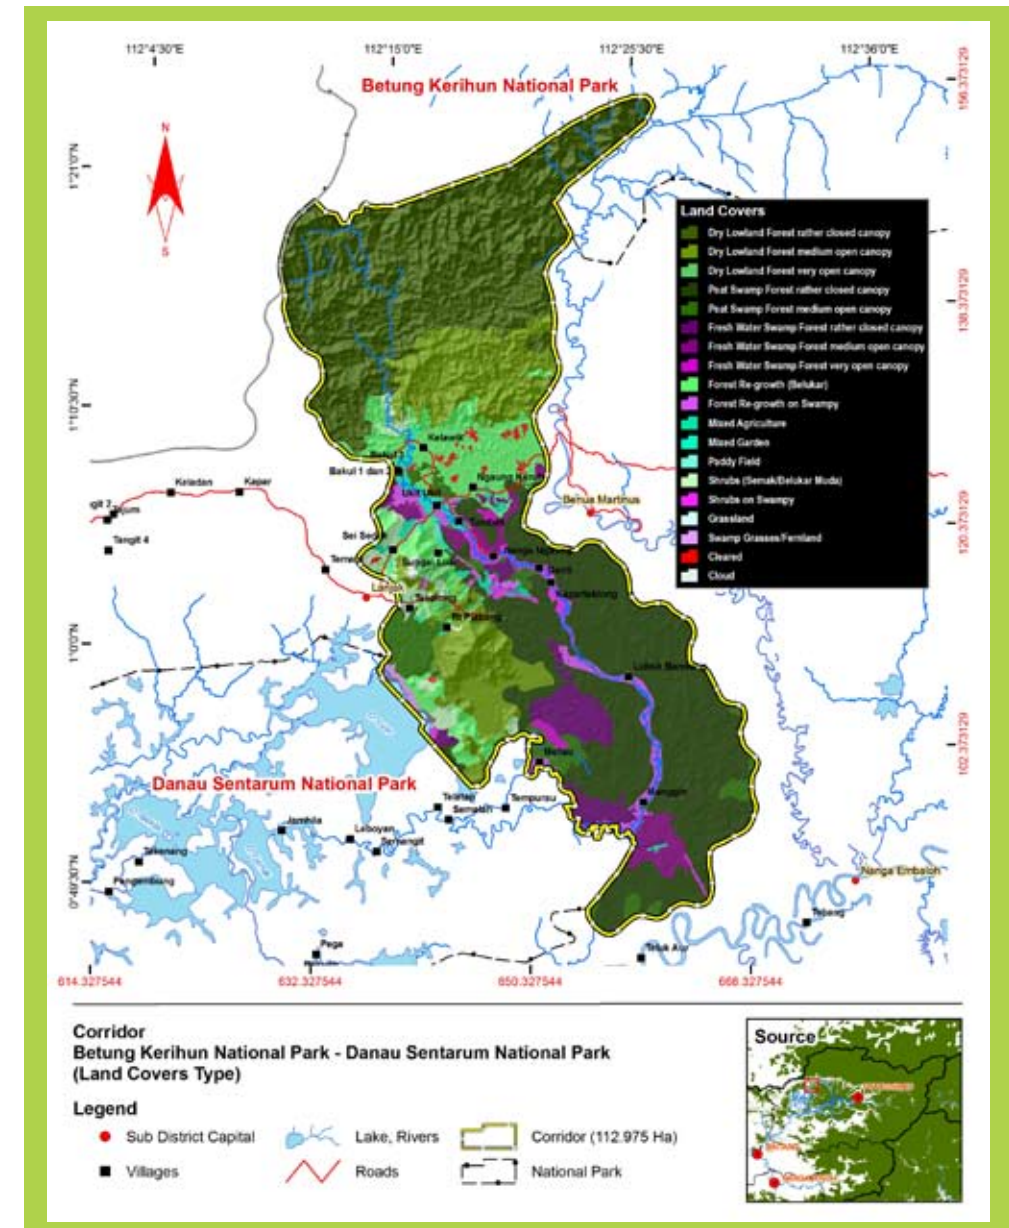 112°4'30"E
112°15'0"E
112°25'30"E
112°36'0"E
Betung Kerihun National Park
N
S
1°21'0"N
1°10'30"N
1°0'0"N
0°49'30"N
156.373129
138.373129
120.373129
102.373129
Land Covers
Dry Lowland Forest rather closed canopy
Dry Lowland Forest medium open canopy
Dry Lowland Forest very open canopy
Peat Swamp Forest rather closed canopy
Peat Swamp Forest medium open canopy
Fresh Water Swamp Forest rather closed canopy
Fresh Water Swamp Forest medium open canopy
Fresh Water Swamp Forest very open canopy
Forest Re-growth (Belukar)
Forest Re-growth on Swampy
Mixed Agriculture
Mixed Garden
Paddy Field
Shrubs (Semak/Belukar Muda)
Shrubs on Swampy
Grassland
Swamp Grasses/Fernland
Cleared
Cloud
Kelawik
Bakul 1 dan 2
Keladan
Kapar
Benua Martinus
Tangit 4
Lanjak
Danau Sentarum National Park
Melau
Manggin
Tempurau
Semalan
Jambila
Leboyan
Semangit
Tekenang
Pengembung
Nanga Embaloh
Tebang
Teluk Aur
Pega
614.327544
632.327544
650.327544
668.327544
Corridor
Betung Kerihun National Park - Danau Sentarum National Park
(Land Covers Type)
Legend
Sub District Capital
Lake, Rivers
Corridor (112.975 Ha)
Villages
Roads
National Park
Source